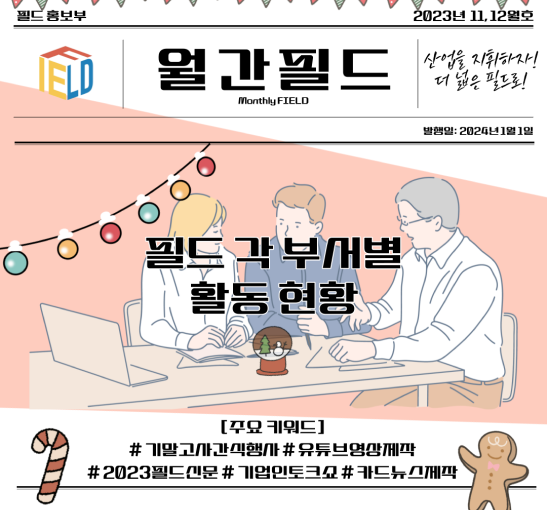 필드 홍보부
2023년 11, 12월호
FIELD
월간필드
Monthly FIELD
산업을 지휘하자!
더 넓은 필드로!
발행일: 2024년 1월 1일
필드 각 부서별
활동 현황
[주요 키워드]
# 기말고사간식행사 # 유튜브영상제작
# 2023필드신문 # 기업인토크쇼 # 카드뉴스제작